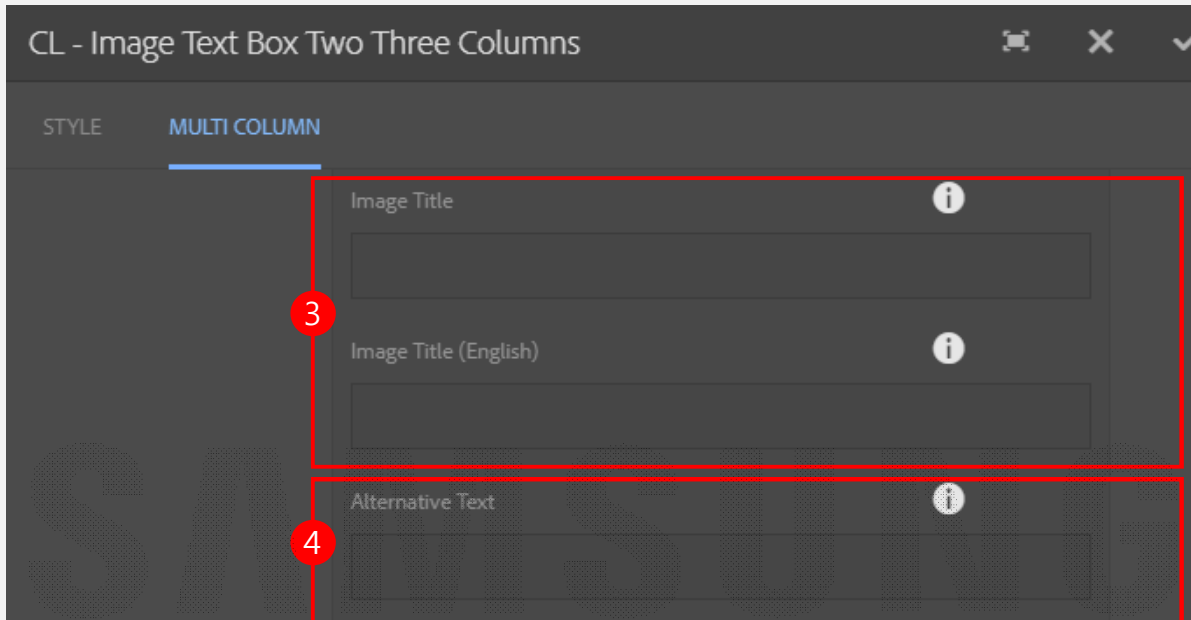 CL - Image Text Box Two Three Columns
STYLE MULTI COLUMN
Image Title
3
Image Title (English)
Alternative Text
4
SAMSUNG